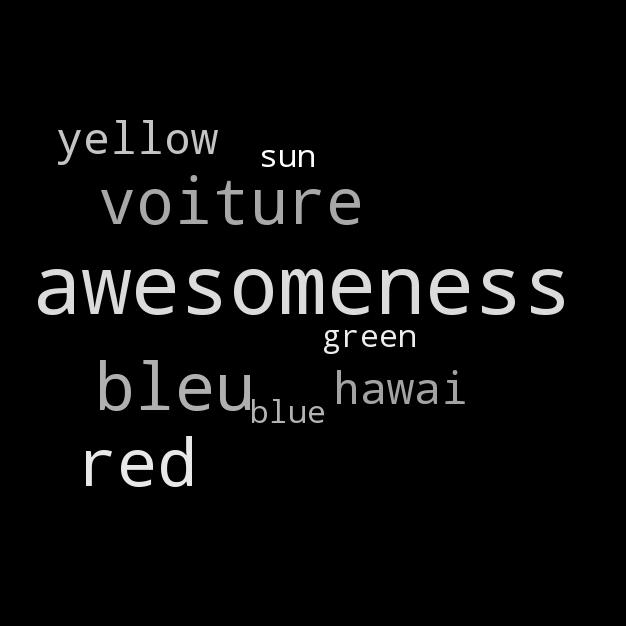 yellow
sun
voiture
awesomeness
green
bleu
hawai
blue
red